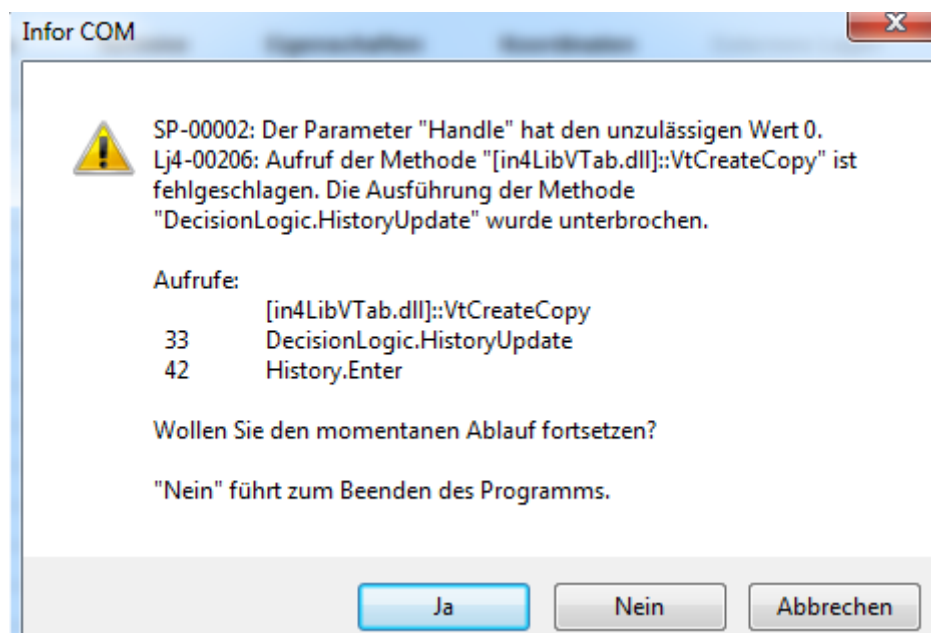 Infor COM
Eigenschaften
Koordinaten
SP-00002: Der Parameter "Handle" hat den unzulässigen Wert 0.
Lj4-00206: Aufruf der Methode "[in4LibVTab.dll]::VtCreateCopy" ist
fehlgeschlagen. Die Ausführung der Methode
"DecisionLogic.HistoryUpdate" wurde unterbrochen.
Aufrufe:
[in4LibVTab.dll]::VtCreateCopy
33 DecisionLogic.HistoryUpdate
42 History.Enter
Wollen Sie den momentanen Ablauf fortsetzen?
"Nein" führt zum Beenden des Programms.
Ja Nein Abbrechen